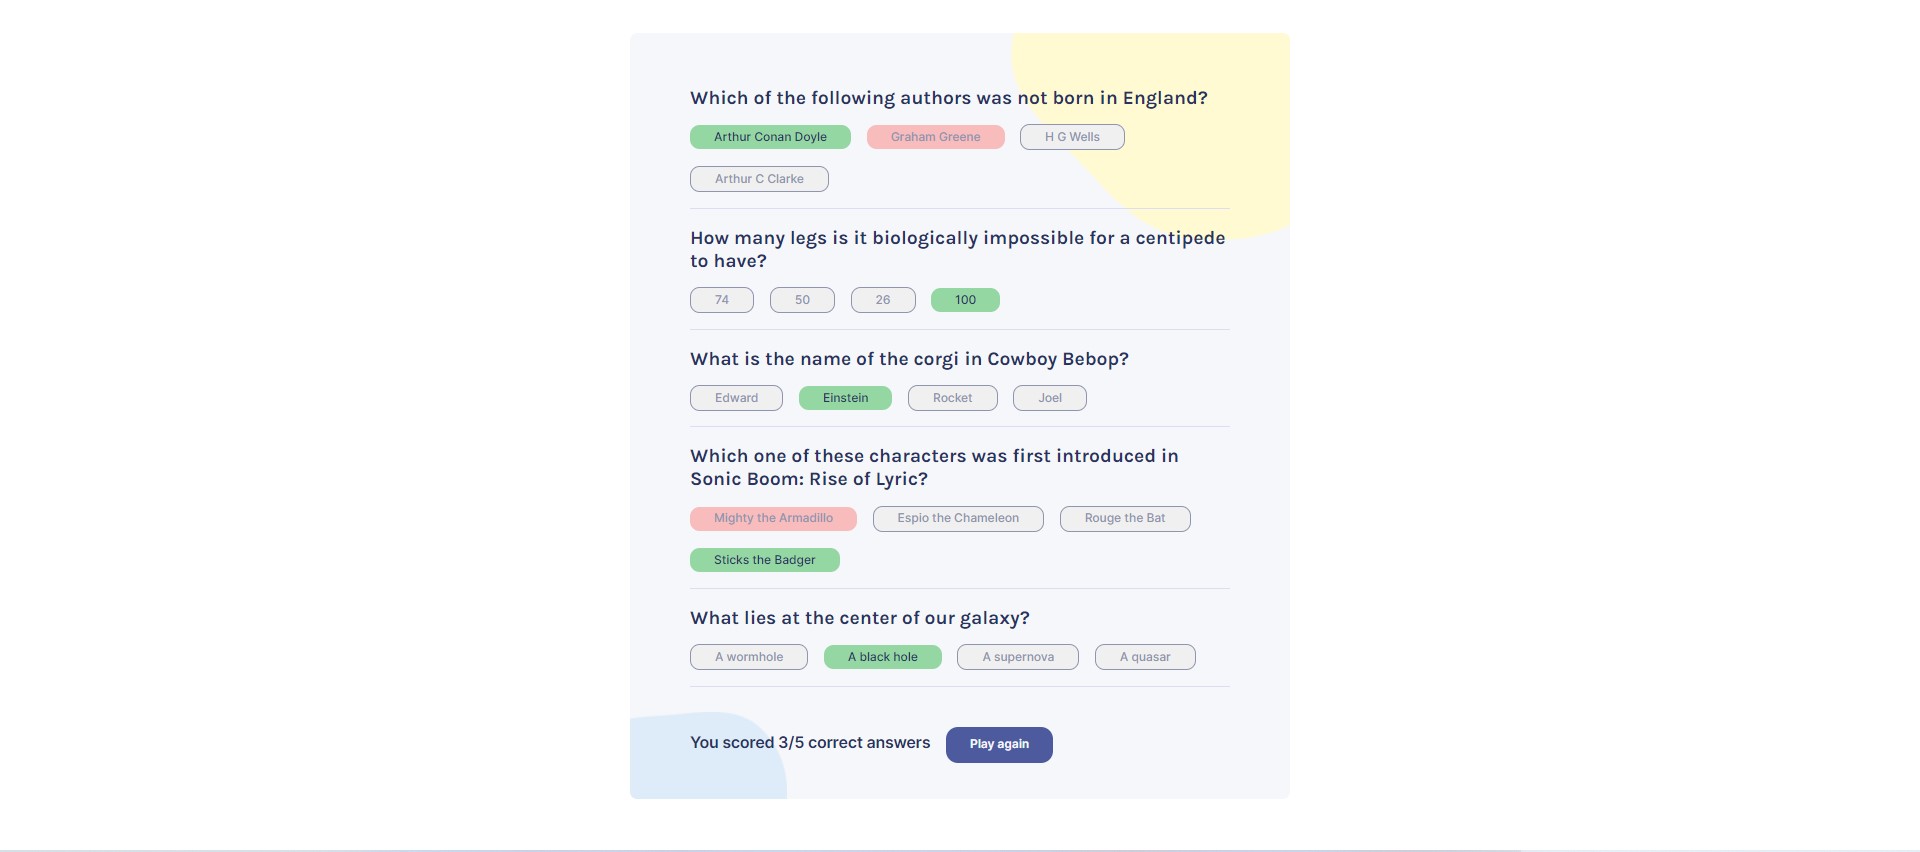 Which of the following authors was not born in England?
Arthur Conan Doyle Graham Greene H G Wells
Arthur C Clarke
How many legs is it biologically impossible for a centipede
to have?
74 50 26 100
What is the name of the corgi in Cowboy Bebop?
Edward Einstein Rocket Joel
Which one of these characters was first introduced in
Sonic Boom: Rise of Lyric?
Mighty the Armadillo Espio the Chameleon Rouge the Bat
Sticks the Badger
What lies at the center of our galaxy?
A wormhole A black hole A supernova A quasar
You scored 3/5 correct answers Play again